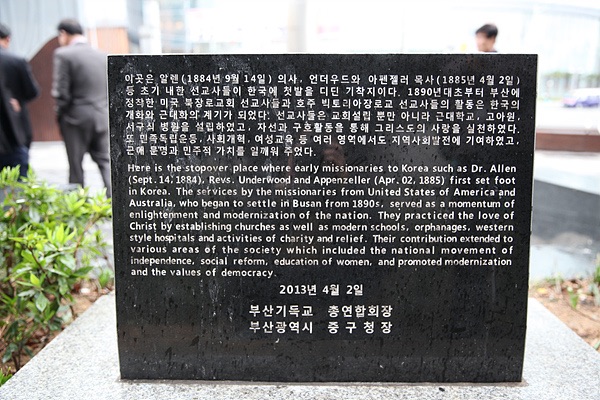 이곳은 알렌(1884년 9월 14일) 의사, 언더우드와 아펜젤러 목사(1885년 4월 2일)
등 초기 내한 선교사들이 한국에 첫발을 디딘 기착지이다. 1890년대초부터 부산에
정착한 미국 북장로교회 선교사들과 호주 빅토리아장로교 선교사들의 활동은 한국의
개화와 근대화의 계기가 되었다. 선교사들은 교회설립 뿐만 아니라 근대학교, 고아원,
서구식 병원을 설립하였고, 자선과 구호활동을 통해 그리스도의 사랑을 실천하였다.
또 민족독립운동, 사회개혁, 여성교육 등 여러 영역에서도 지역사회발전에 기여하였고,
근대 문명과 민주적 가치를 일깨워 주었다.
Here is the stopover place where early missionaries to Korea such as Dr. Allen
(Sept. 14, 1884), Revs. Underwood and Appenzeller (Apr. 02, 1885) first set foot
in Korea. The services by the missionaries from United States of America and
Australia, who began to settle in Busan from 1890s, served as a momentum of
enlightenment and modernization of the nation. They practiced the love of
Christ by establishing churches as well as modern schools, orphanages, western
style hospitals and activities of charity and relief. Their contribution extended to
various areas of the society which included the national movement of
independence, social reform, education of women, and promoted modernization
and the values of democracy.
2013년 4월 2일
부산기독교 총연합회장
부산광역시 중구청장